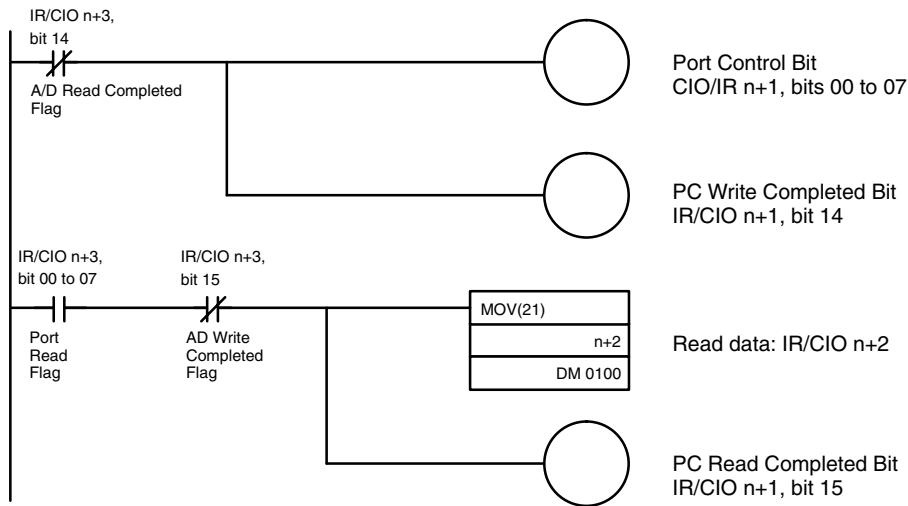 IR/CIO n+3,
bit 14
A/D Read Completed
Flag
Port Control Bit
CIO/IR n+1, bits 00 to 07
PC Write Completed Bit
IR/CIO n+1, bit 14
IR/CIO n+3,
bit 00 to 07
IR/CIO n+3,
bit 15
Port
Read
Flag
AD Write
Completed
Flag
MOV(21)
n+2
DM 0100
Read data: IR/CIO n+2
PC Read Completed Bit
IR/CIO n+1, bit 15